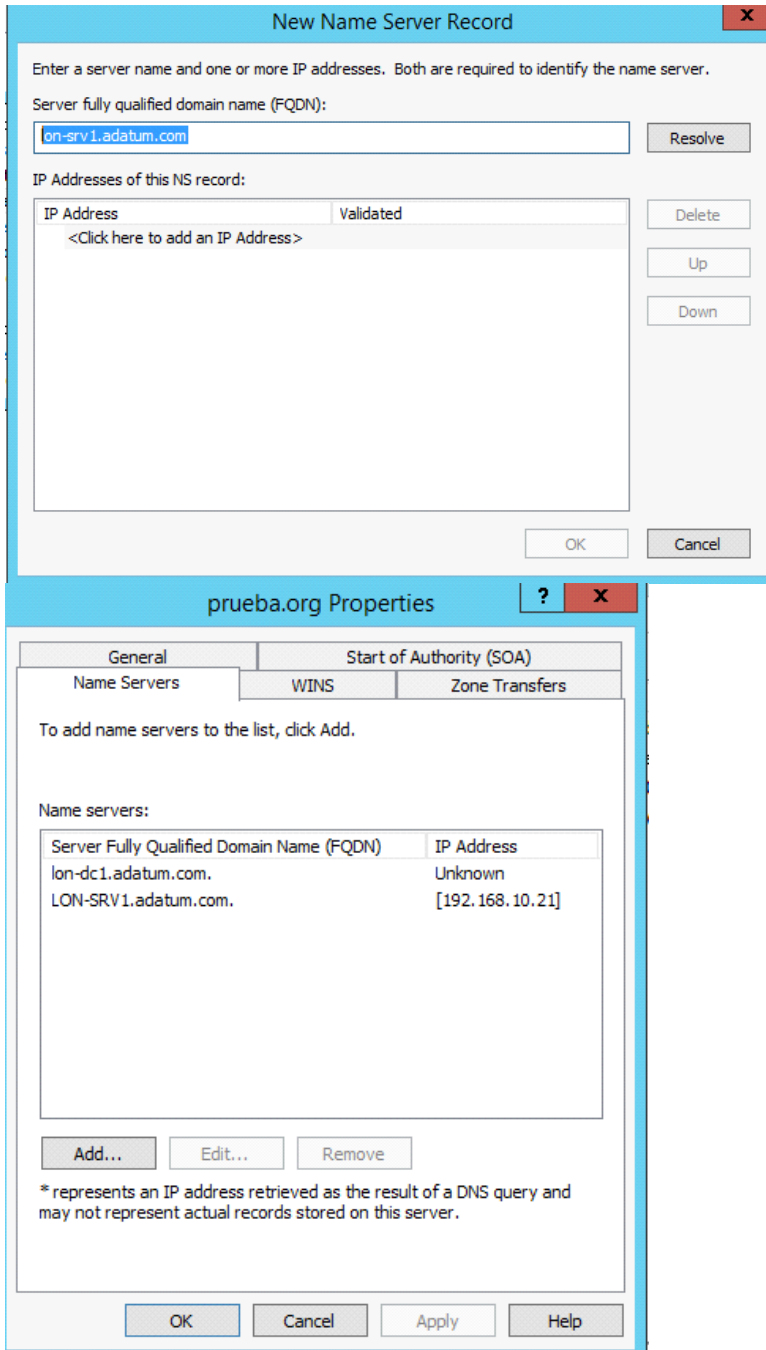 New Name Server Record
x
Enter a server name and one or more IP addresses. Both are required to identify the name server.
Server fully qualified domain name (FQDN):
lon-srv1.adatum.com
Resolve
IP Addresses of this NS record:
IP Address Validated
Delete
<Click here to add an IP Address>
Up
Down
OK Cancel
prueba.org Properties
? x
General Start of Authority (SOA)
Name Servers WINS Zone Transfers
To add name servers to the list, click Add.
Name servers:
Server Fully Qualified Domain Name (FQDN) IP Address
lon-dc1.adatum.com. Unknown
LON-SRV1.adatum.com. [192.168.10.21]
Add... Edit... Remove
* represents an IP address retrieved as the result of a DNS query and
may not represent actual records stored on this server.
OK Cancel Apply Help